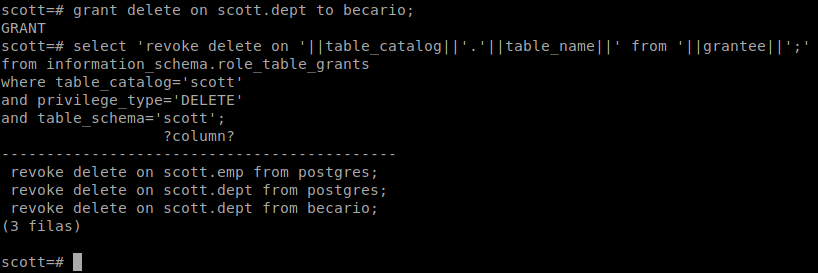 scott=# grant delete on scott.dept to becario;
GRANT
scott=# select 'revoke delete on '||table_catalog||'.'||table_name||' from '||grantee||';'
from information_schema.role_table_grants
where table_catalog='scott'
and privilege_type='DELETE'
and table_schema='scott';
?column?
--------------------------------------------
revoke delete on scott.emp from postgres;
revoke delete on scott.dept from postgres;
revoke delete on scott.dept from becario;
(3 filas)
scott=#